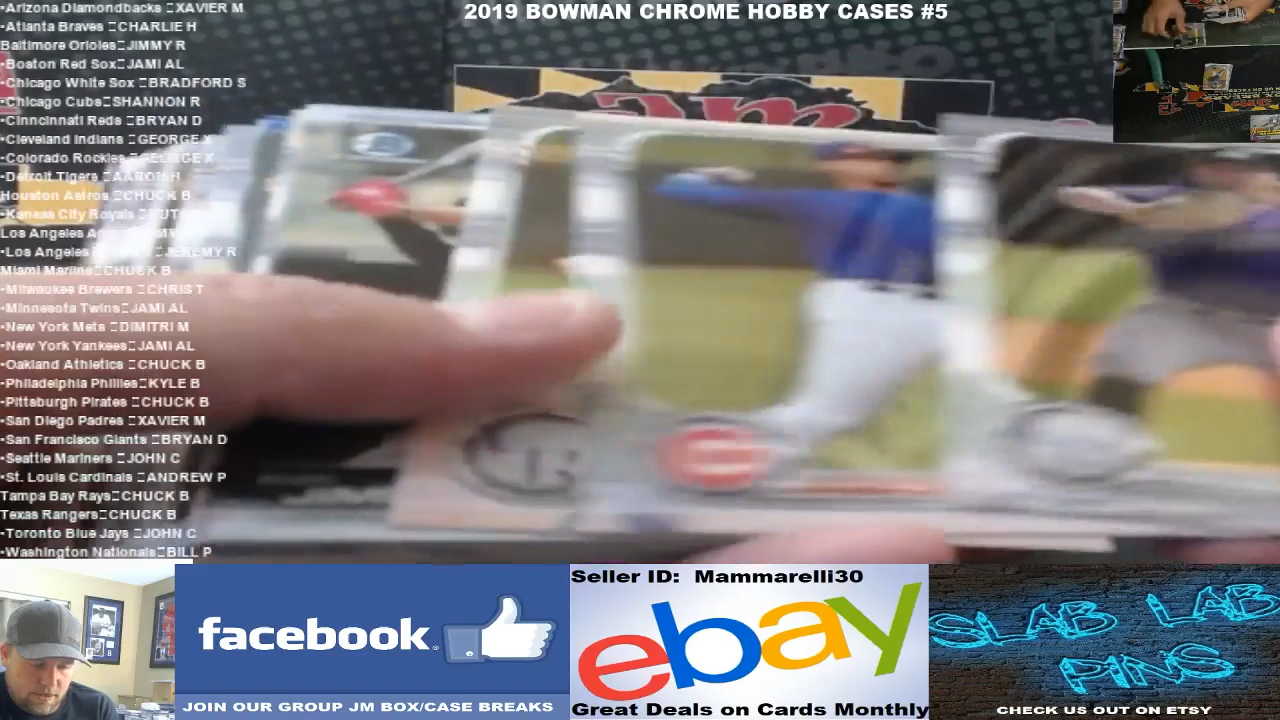 2019 BOWMAN CHROME HOBBY CASES #5
•Arizona Diamondbacks XAVIER M
•Atlanta Braves CHARLIE H
Baltimore Orioles JIMMY R
•Boston Red Sox JAMI AL
•Chicago White Sox BRADFORD S
•Chicago Cubs SHANNON R
•Cinncinnati Reds BRYAN D
•Cleveland Indians GEORGE X
•Colorado Rockies GEORGE X
•Detroit Tigers AARON H
Houston Astros CHUCK B
•Kansas City Royals
Los Angeles
•Los Angeles JEREMY R
Miami Marlins CHUCK B
•Milwaukee Brewers CHRIS T
•Minnesota Twins JAMI AL
•New York Mets DIMITRI M
•New York Yankees JAMI AL
•Oakland Athletics CHUCK B
•Philadelphia Phillies KYLE B
•Pittsburgh Pirates CHUCK B
•San Diego Padres XAVIER M
•San Francisco Giants BRYAN D
•Seattle Mariners JOHN C
•St. Louis Cardinals ANDREW P
Tampa Bay Rays CHUCK B
Texas Rangers CHUCK B
•Toronto Blue Jays JOHN C
•Washington Nationals BILL P
facebook
JOIN OUR GROUP JM BOX/CASE BREAKS
Seller ID: Mammarelli30
ebay
Great Deals on Cards Monthly
SLAB LAB
PINS
CHECK US OUT ON ETSY